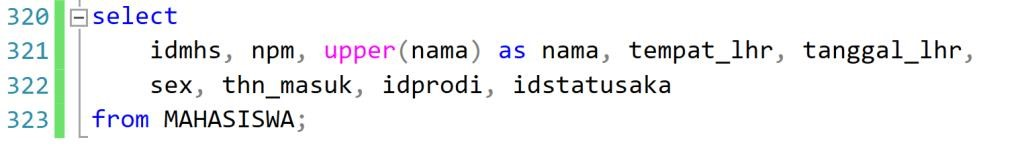 320 select
321 idmhs, npm, upper(nama) as nama, tempat_lhr, tanggal_lhr,
322 sex, thn_masuk, idprodi, idstatusaka
323 from MAHASISWA;